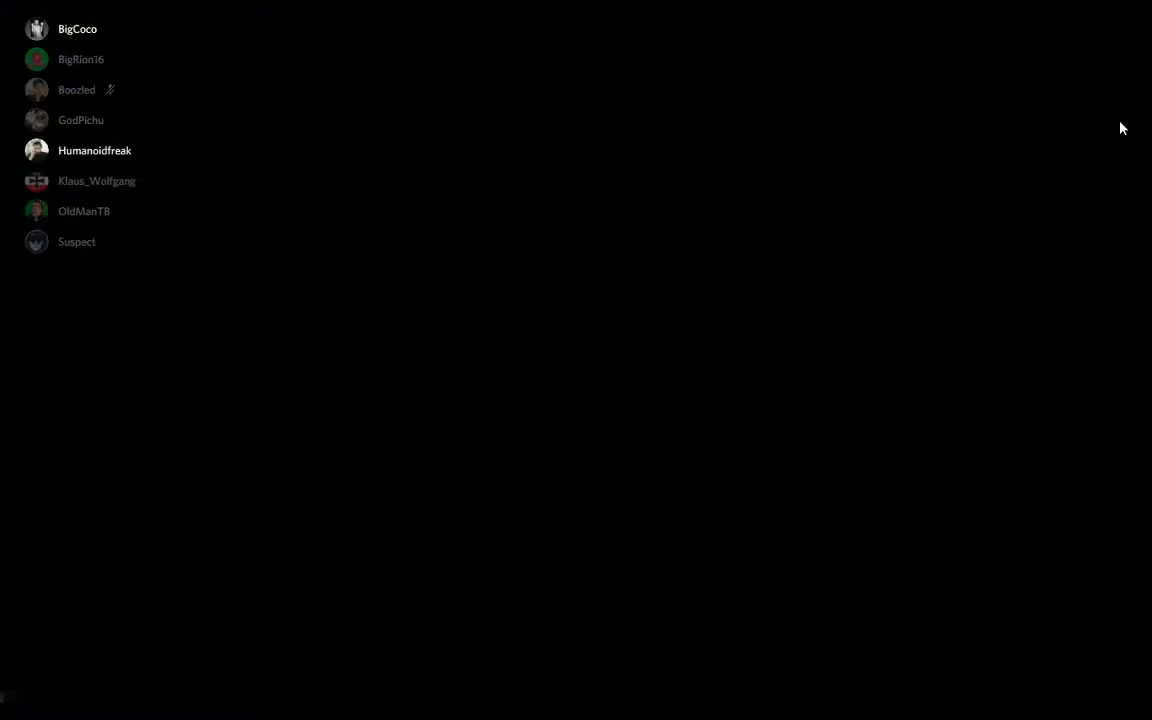 BigCoco
BigRion16
Boozled
GodPichu
Humanoidfreak
Klaus_Wolfgang
OldManTB
Suspect